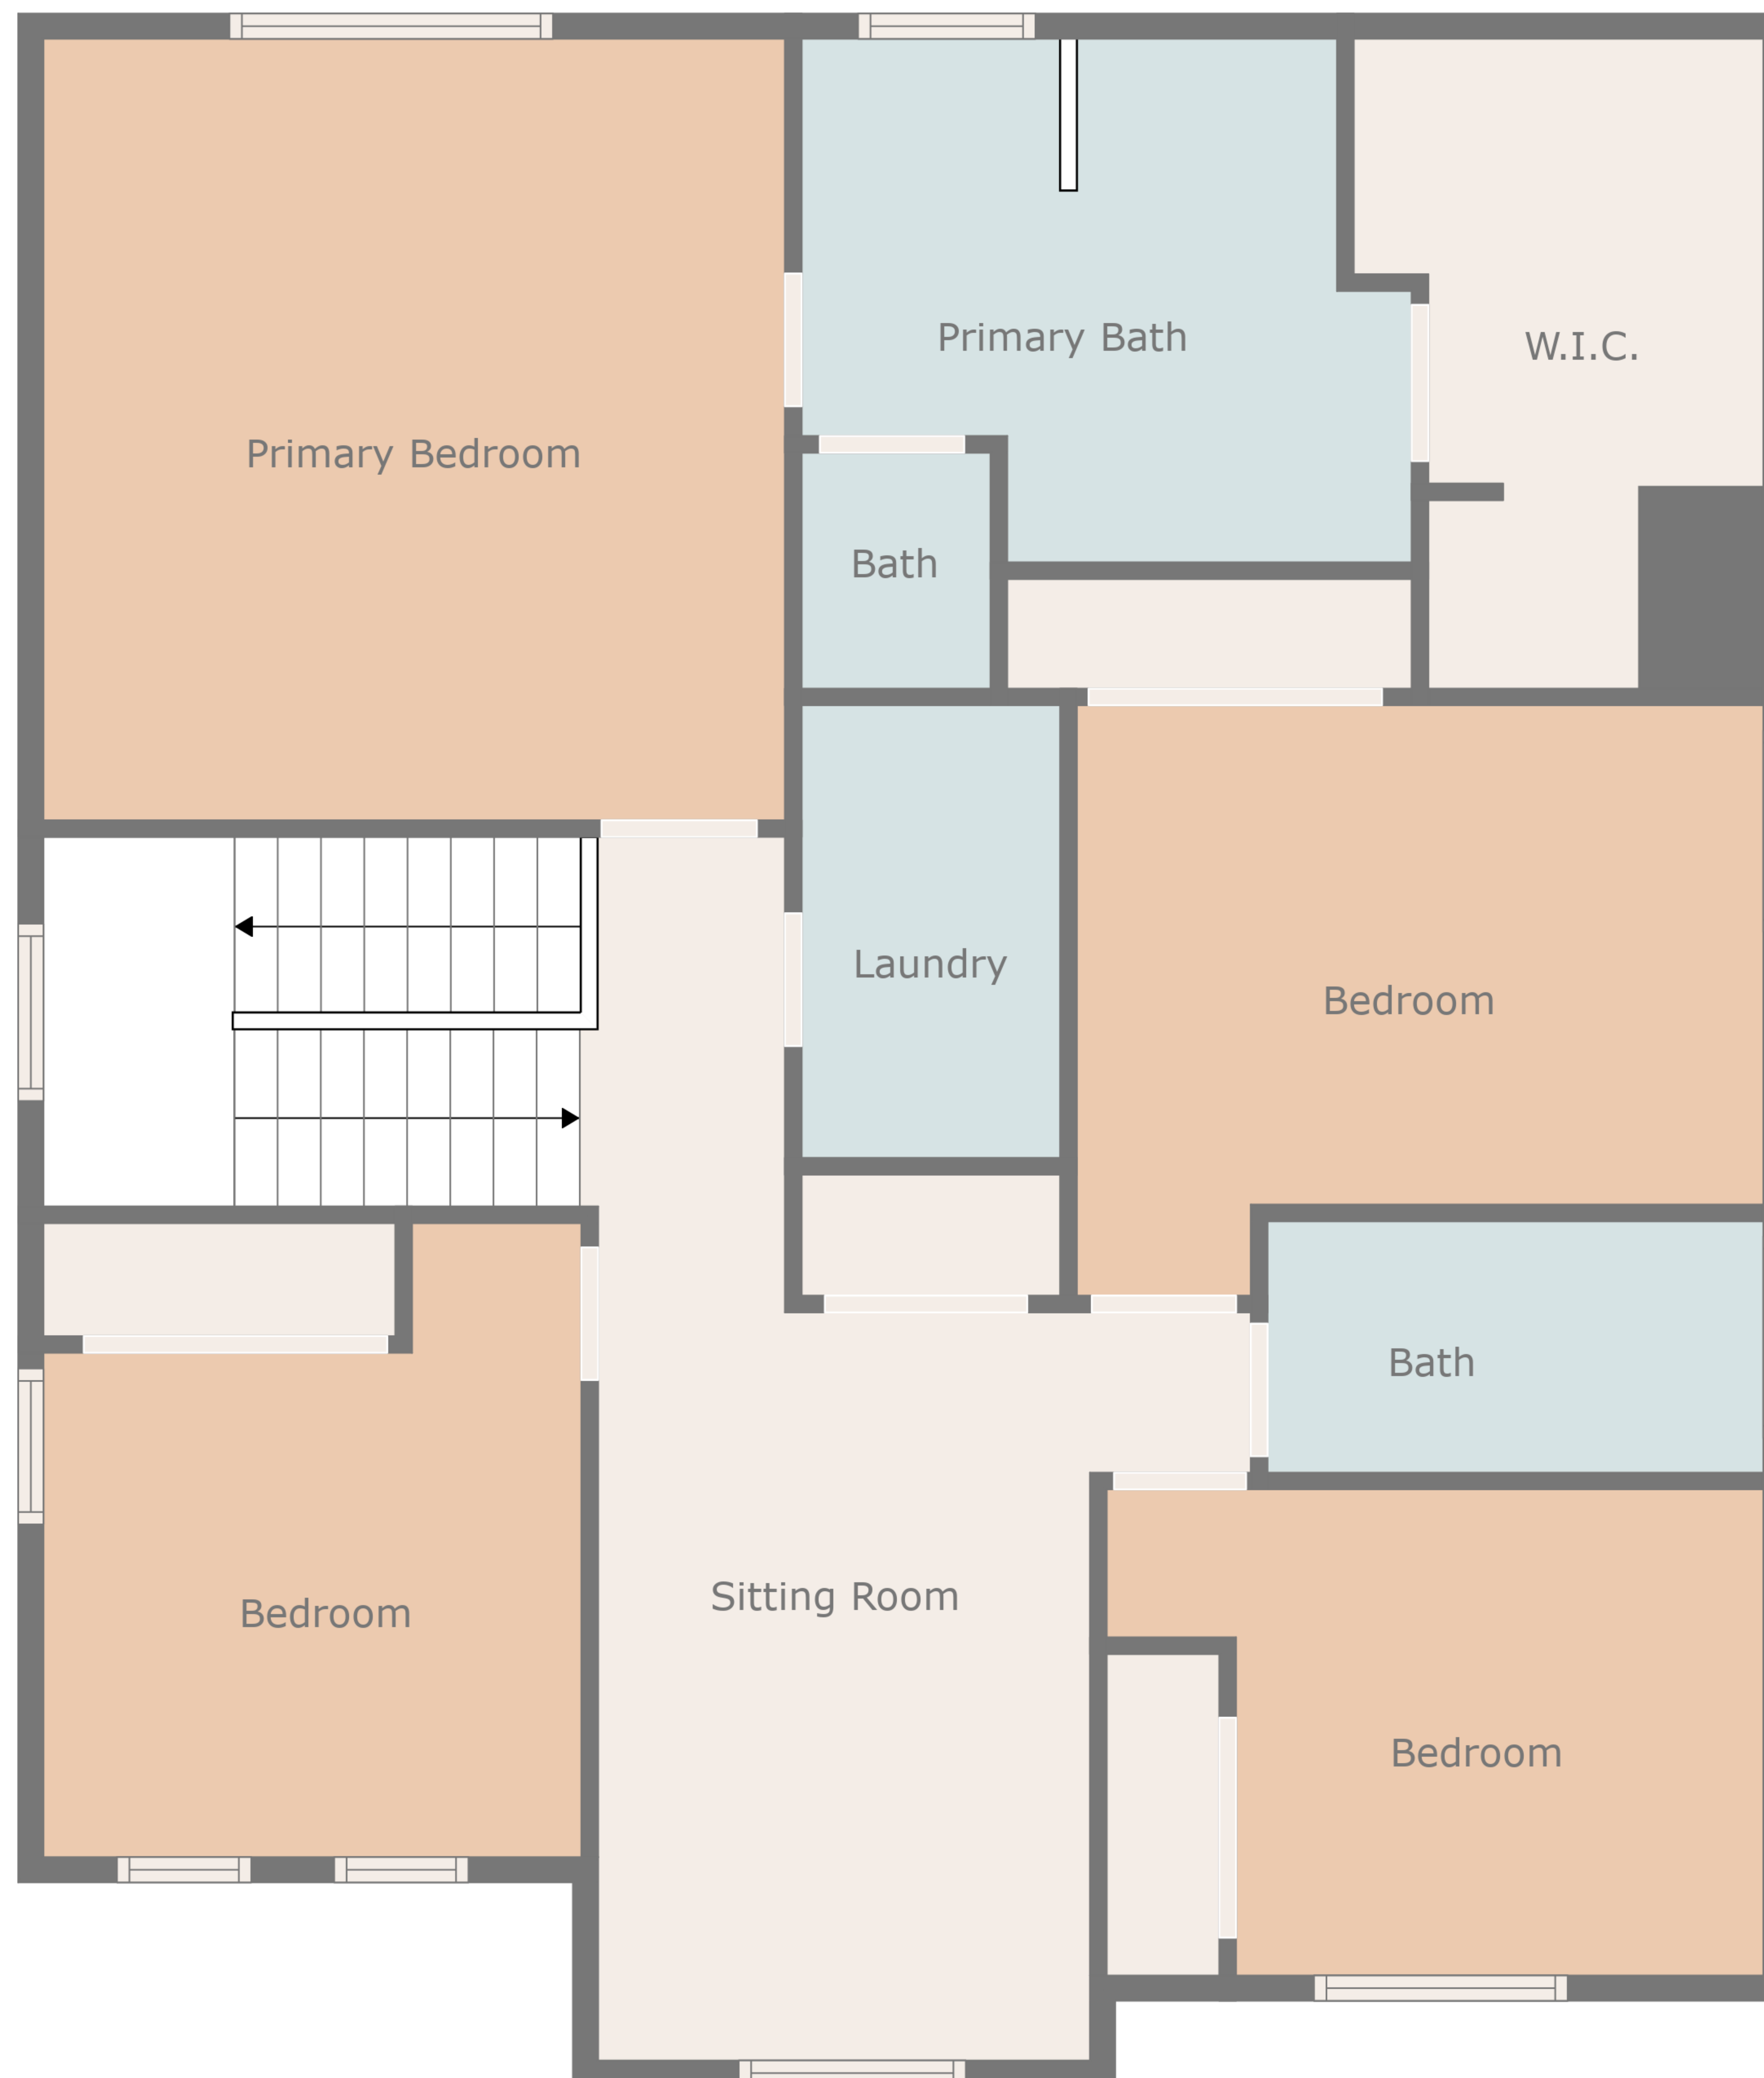 Primary Bath
W.I.C.
Primary Bedroom
Bath
Laundry
Bedroom
Bath
Sitting Room
Bedroom
Bedroom